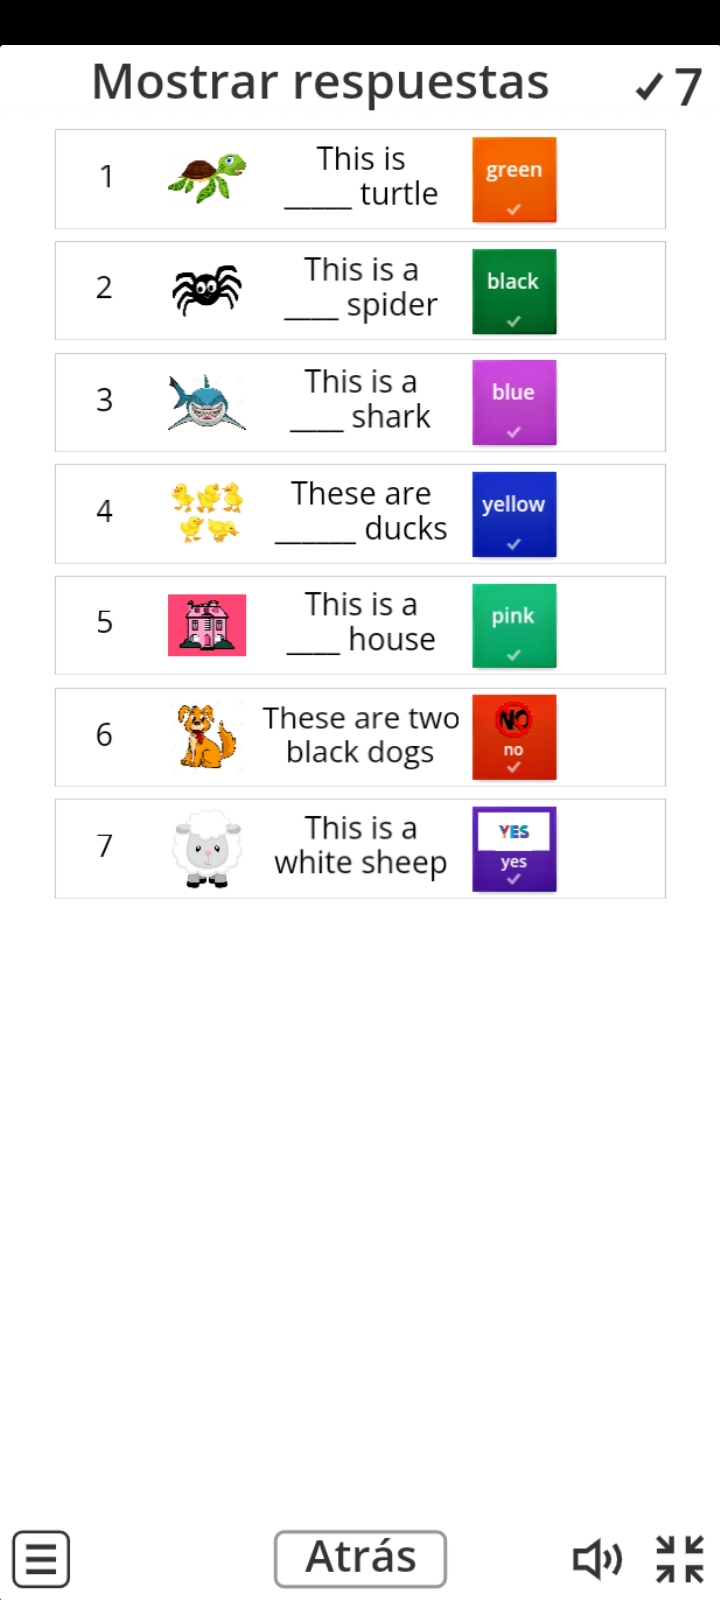 Mostrar respuestas
7
1
This is
_____ turtle
green
2
This is a
____ spider
black
3
This is a
____ shark
blue
4
These are
______ ducks
yellow
5
This is a
____ house
pink
6
These are two
black dogs
NO
no
7
This is a
white sheep
YES
yes
Atrás